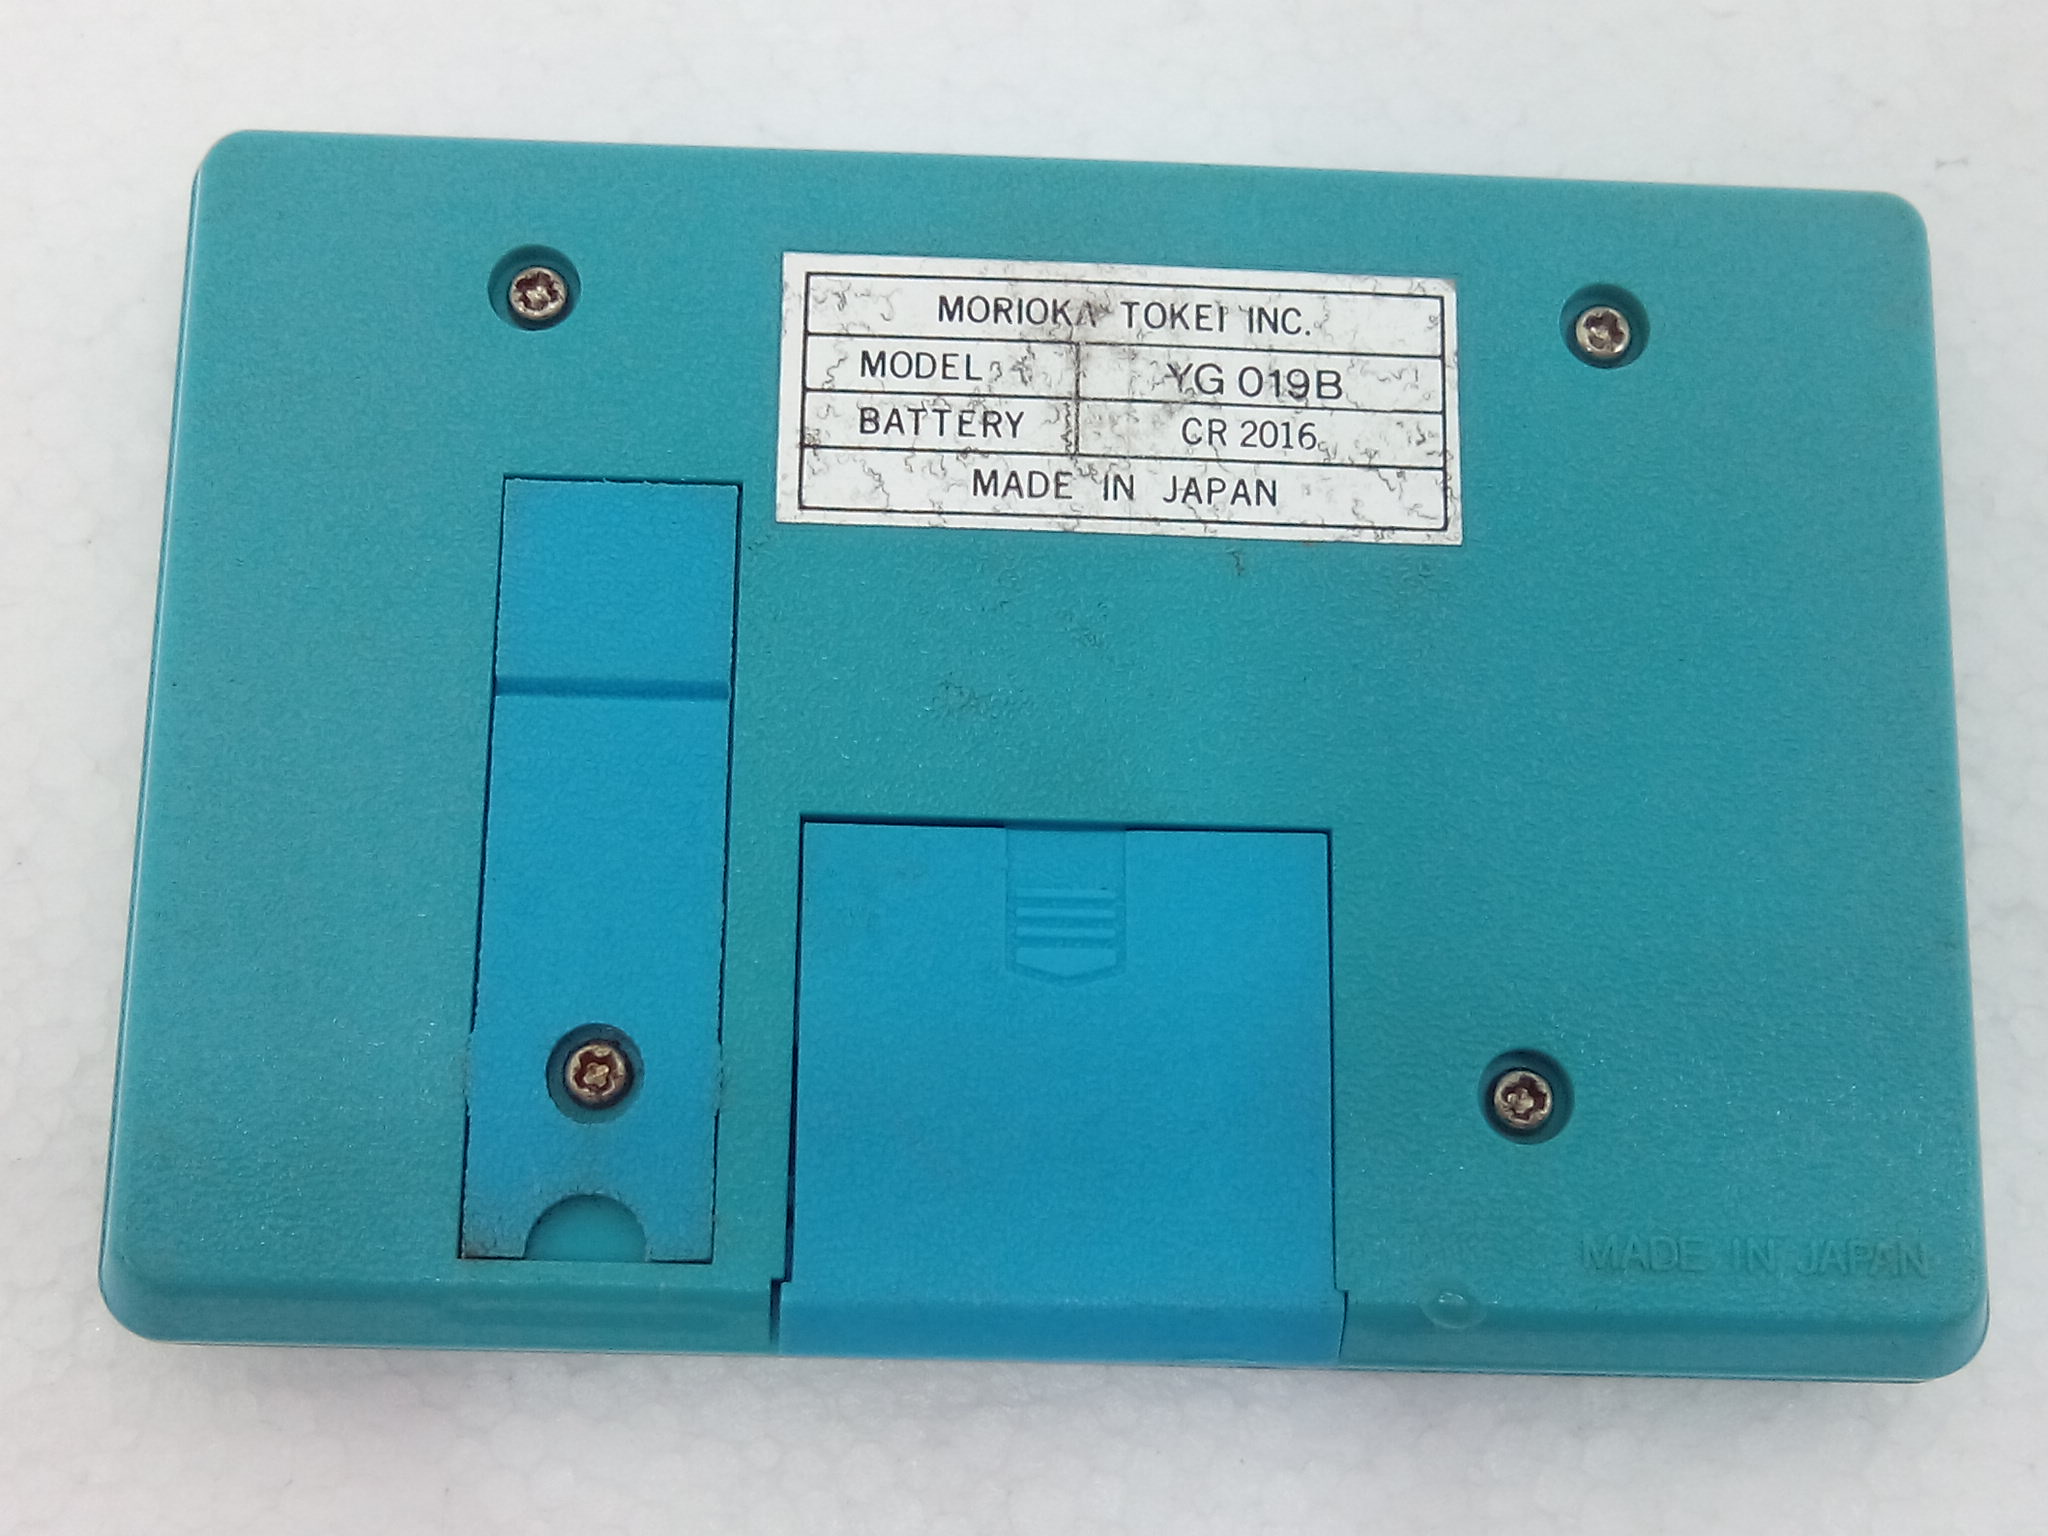 MORIOKA TOKEI INC.
MODEL YG 019B
BATTERY CR 2016
MADE IN JAPAN
MADE IN JAPAN